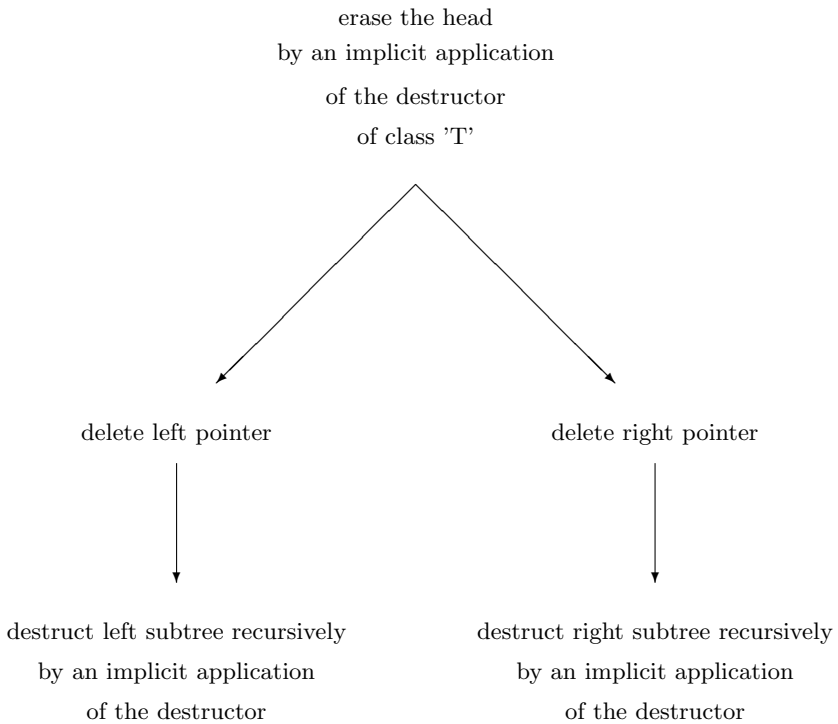 erase the head
by an implicit application
of the destructor
of class ’T’
delete left pointer
delete right pointer
destruct left subtree recursively
by an implicit application
of the destructor
destruct right subtree recursively
by an implicit application
of the destructor